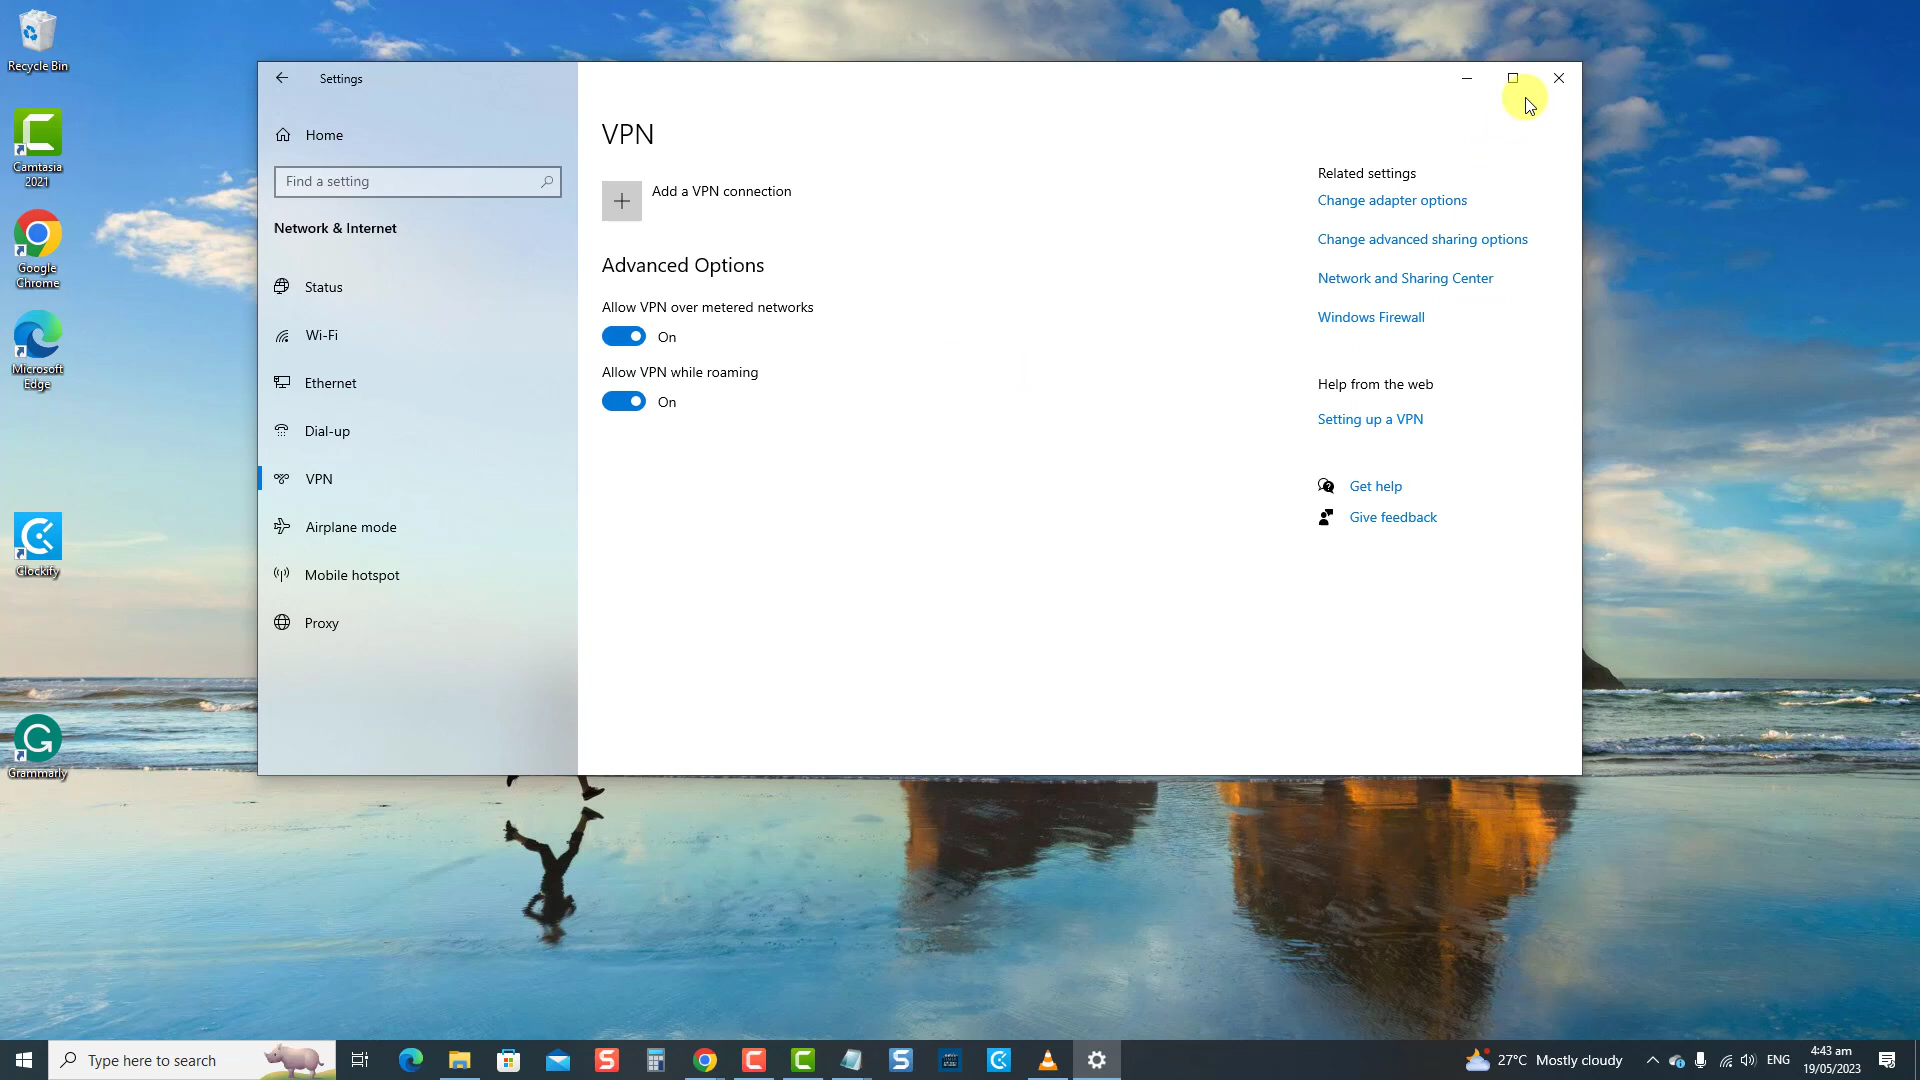 Recycle Bin
Camtasia
2021
Google
Chrome
Microsoft
Edge
Clockify
Grammarly
Settings
Home
Find a setting
Network & Internet
Status
Wi-Fi
Ethernet
Dial-up
VPN
Airplane mode
Mobile hotspot
Proxy
VPN
Add a VPN connection
Advanced Options
Allow VPN over metered networks
On
Allow VPN while roaming
On
Related settings
Change adapter options
Change advanced sharing options
Network and Sharing Center
Windows Firewall
Help from the web
Setting up a VPN
Get help
Give feedback
Type here to search
27°C Mostly cloudy
ENG
4:43 am
19/05/2023